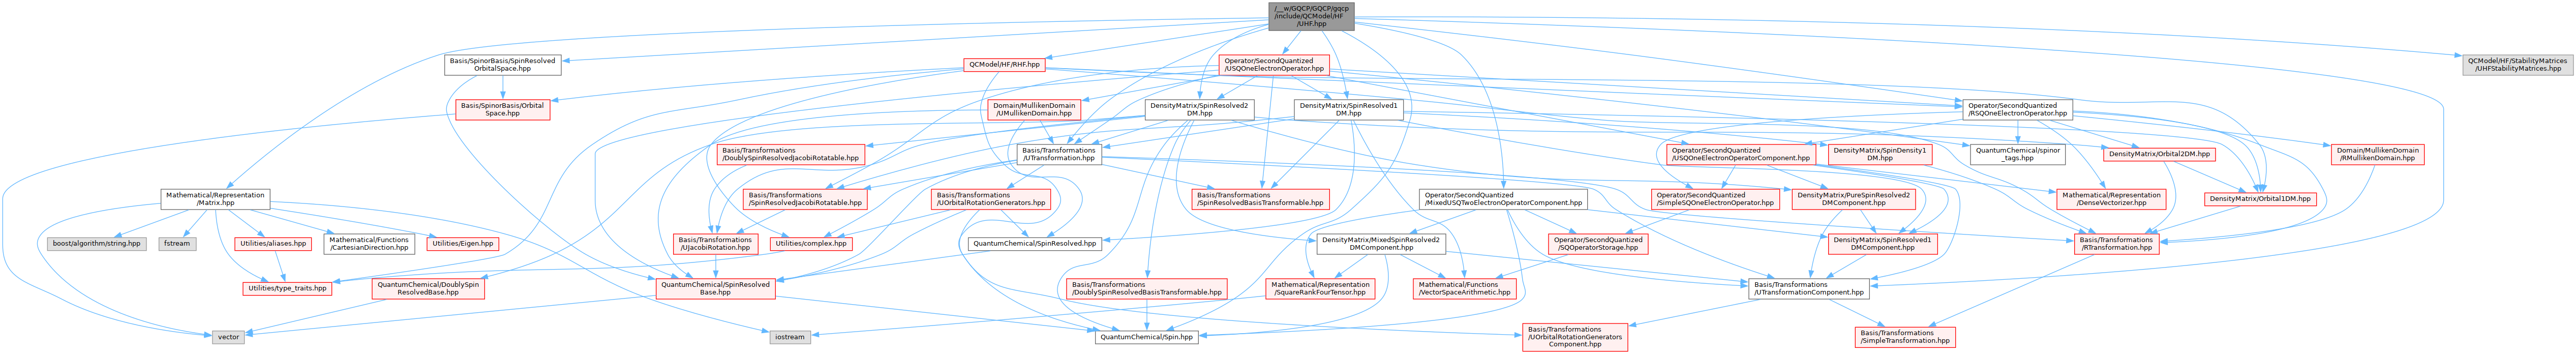 /__w/GQCP/GQCP/gqcp
/include/QCModel/HF
/UHF.hpp
Basis/SpinorBasis/SpinResolved
OrbitalSpace.hpp
QCModel/HF/RHF.hpp
Operator/SecondQuantized
/USQOneElectronOperator.hpp
QCModel/HF/StabilityMatrices
/UHFStabilityMatrices.hpp
Basis/SpinorBasis/Orbital
Space.hpp
Domain/MullikenDomain
/UMullikenDomain.hpp
DensityMatrix/SpinResolved2
DM.hpp
DensityMatrix/SpinResolved1
DM.hpp
Operator/SecondQuantized
/RSQOneElectronOperator.hpp
Basis/Transformations
/DoublySpinResolvedJacobiRotatable.hpp
Basis/Transformations
/UTransformation.hpp
Operator/SecondQuantized
/USQOneElectronOperatorComponent.hpp
DensityMatrix/SpinDensity1
DM.hpp
QuantumChemical/spinor
_tags.hpp
DensityMatrix/Orbital2DM.hpp
Domain/MullikenDomain
/RMullikenDomain.hpp
Mathematical/Representation
/Matrix.hpp
Basis/Transformations
/SpinResolvedJacobiRotatable.hpp
Basis/Transformations
/UOrbitalRotationGenerators.hpp
Basis/Transformations
/SpinResolvedBasisTransformable.hpp
Operator/SecondQuantized
/MixedUSQTwoElectronOperatorComponent.hpp
Operator/SecondQuantized
/SimpleSQOneElectronOperator.hpp
DensityMatrix/PureSpinResolved2
DMComponent.hpp
Mathematical/Representation
/DenseVectorizer.hpp
DensityMatrix/Orbital1DM.hpp
boost/algorithm/string.hpp
fstream
Utilities/aliases.hpp
Mathematical/Functions
/CartesianDirection.hpp
Utilities/Eigen.hpp
Basis/Transformations
/UJacobiRotation.hpp
Utilities/complex.hpp
QuantumChemical/SpinResolved.hpp
DensityMatrix/MixedSpinResolved2
DMComponent.hpp
Operator/SecondQuantized
/SQOperatorStorage.hpp
DensityMatrix/SpinResolved1
DMComponent.hpp
Basis/Transformations
/RTransformation.hpp
Utilities/type_traits.hpp
QuantumChemical/DoublySpin
ResolvedBase.hpp
QuantumChemical/SpinResolved
Base.hpp
Basis/Transformations
/DoublySpinResolvedBasisTransformable.hpp
Mathematical/Representation
/SquareRankFourTensor.hpp
Mathematical/Functions
/VectorSpaceArithmetic.hpp
Basis/Transformations
/UTransformationComponent.hpp
vector
iostream
QuantumChemical/Spin.hpp
Basis/Transformations
/UOrbitalRotationGenerators
Component.hpp
Basis/Transformations
/SimpleTransformation.hpp